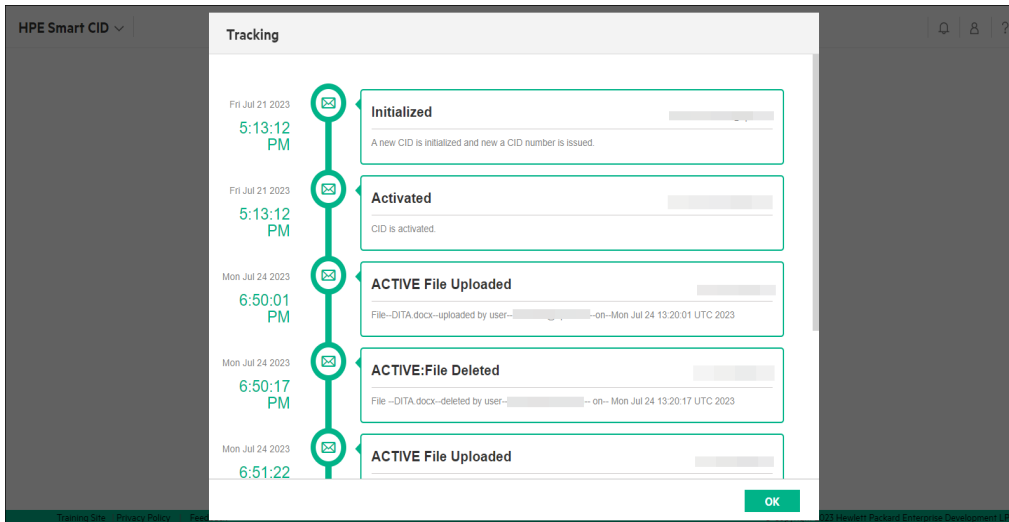 HPE Smart CID
Tracking
Fri Jul 21 2023
5:13:12
PM
Initialized
A new CID is initialized and new a CID number is issued.
Fri Jul 21 2023
5:13:12
PM
Activated
CID is activated.
Mon Jul 24 2023
6:50:01
PM
ACTIVE File Uploaded
File--DITA.docx--uploaded by user-- --on--Mon Jul 24 13:20:01 UTC 2023
Mon Jul 24 2023
6:50:17
PM
ACTIVE:File Deleted
File --DITA.docx--deleted by user-- -- on-- Mon Jul 24 13:20:17 UTC 2023
Mon Jul 24 2023
6:51:22
ACTIVE File Uploaded
OK
Training Site Privacy Policy Fee
023 Hewlett Packard Enterprise Development LP